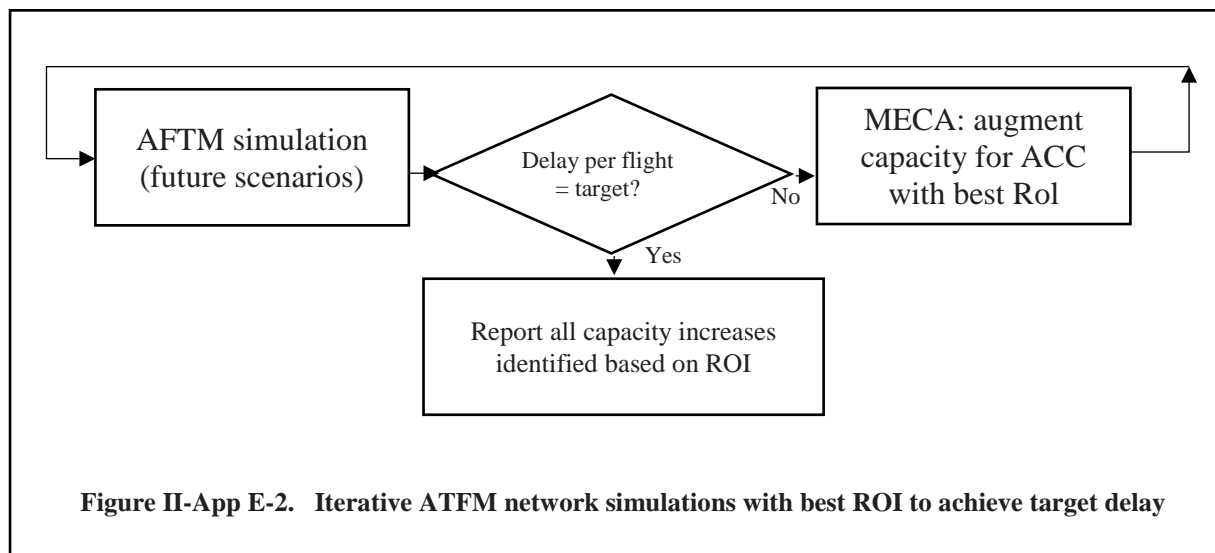 AFTM simulation
(future scenarios)
Delay per flight
= target?
No
MECA: augment
capacity for ACC
with best RoI
Yes
Report all capacity increases
identified based on ROI
Figure II-App E-2. Iterative ATFM network simulations with best ROI to achieve target delay